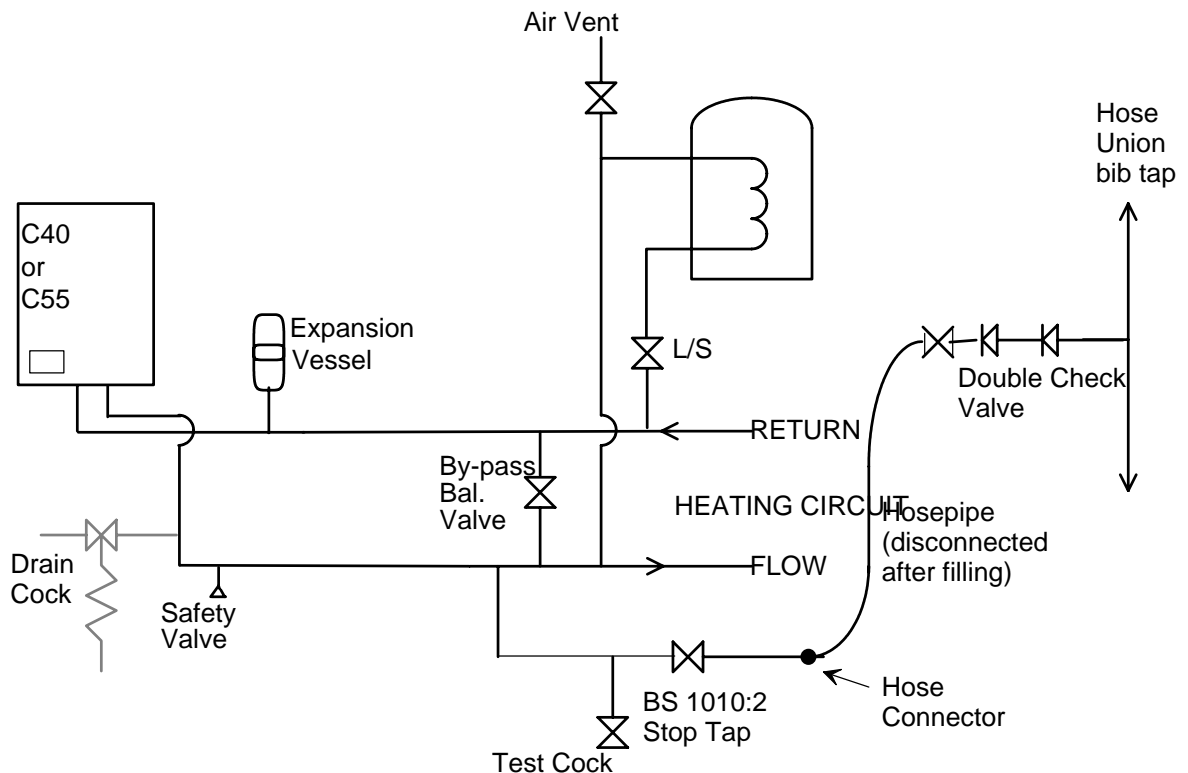 Air Vent
Hose
Union
bib tap
C40
or
C55
Expansion
Vessel
L/S
Double Check
Valve
RETURN
By-pass
Bal.
Valve
HEATING CIRCUIT
Hosepipe
(disconnected
after filling)
FLOW
Drain
Cock
Safety
Valve
Hose
Connector
BS 1010:2
Stop Tap
Test Cock